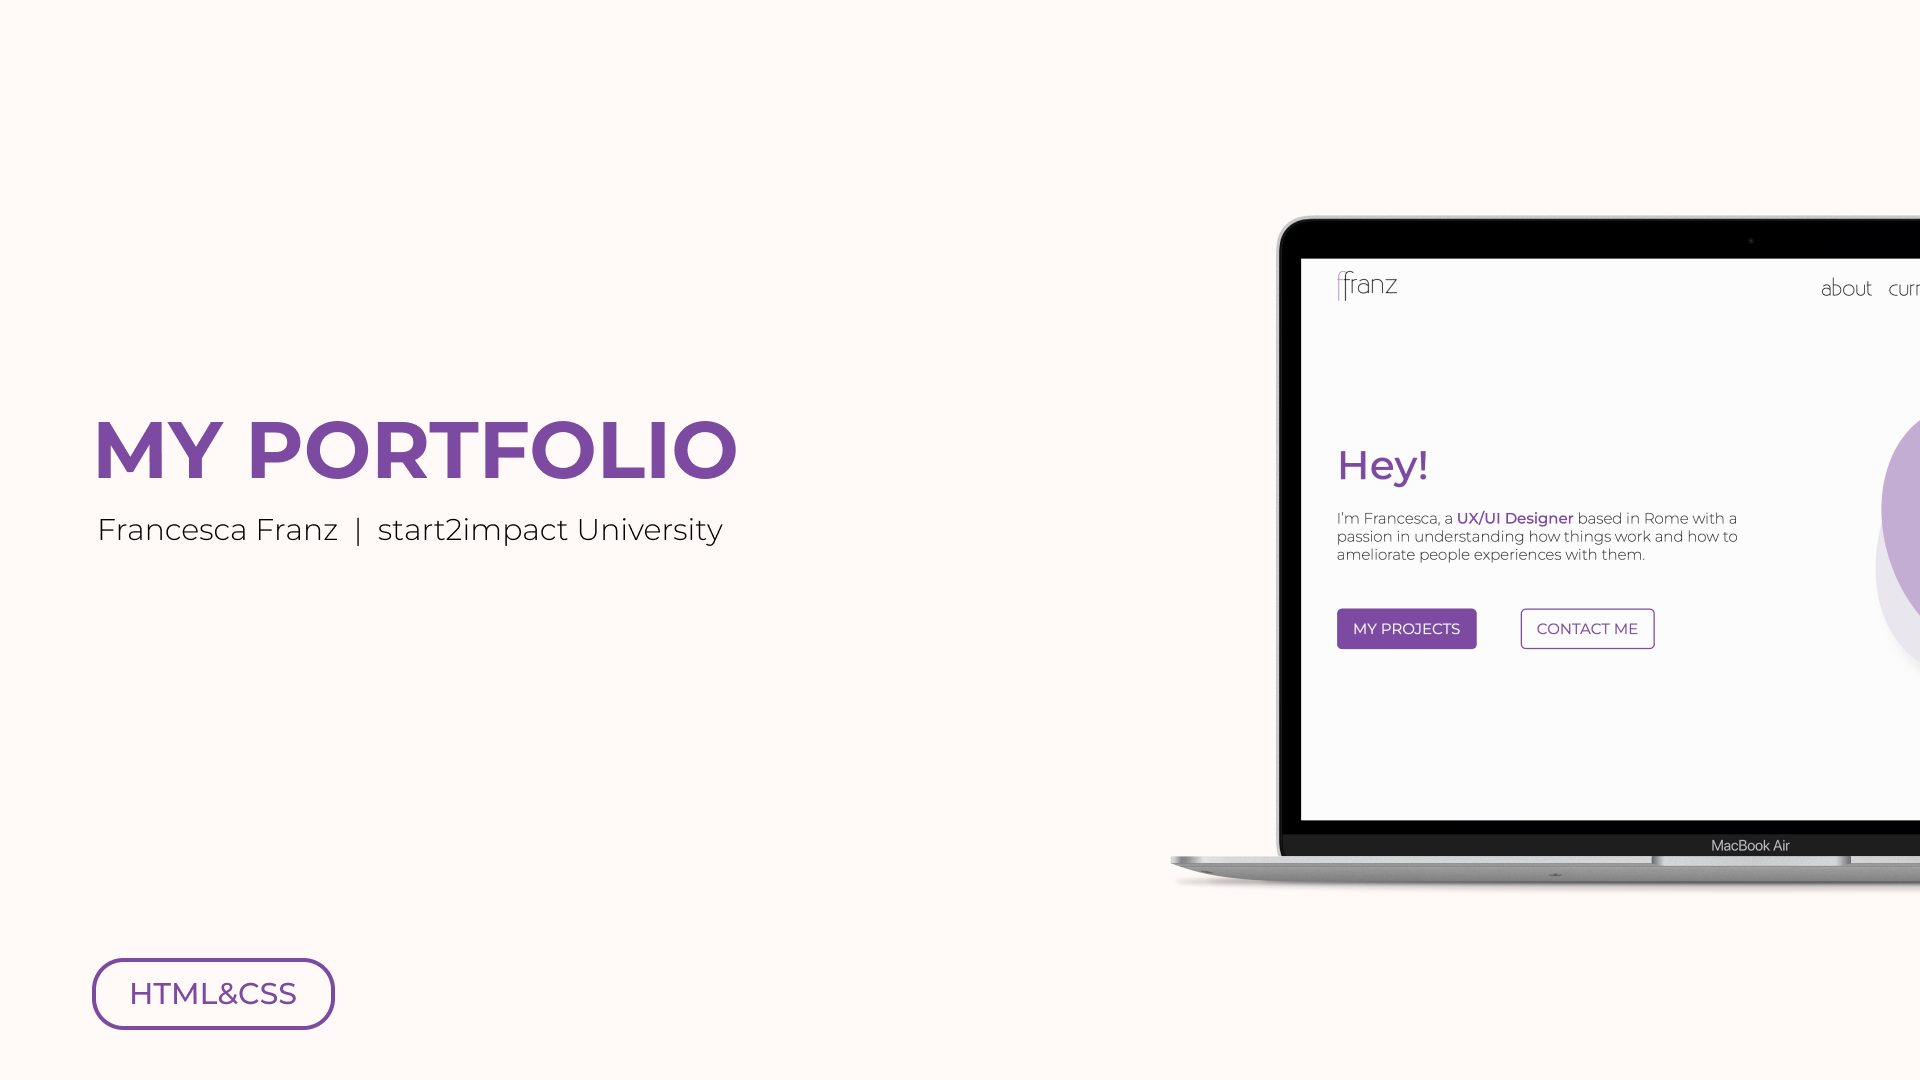 MY PORTFOLIO
Francesca Franz | start2impact University
HTML&CSS
ffranz
about
Hey!
I'm Francesca, a UX/UI Designer based in Rome with a
passion in understanding how things work and how to
ameliorate people experiences with them.
MY PROJECTS
CONTACT ME
MacBook Air